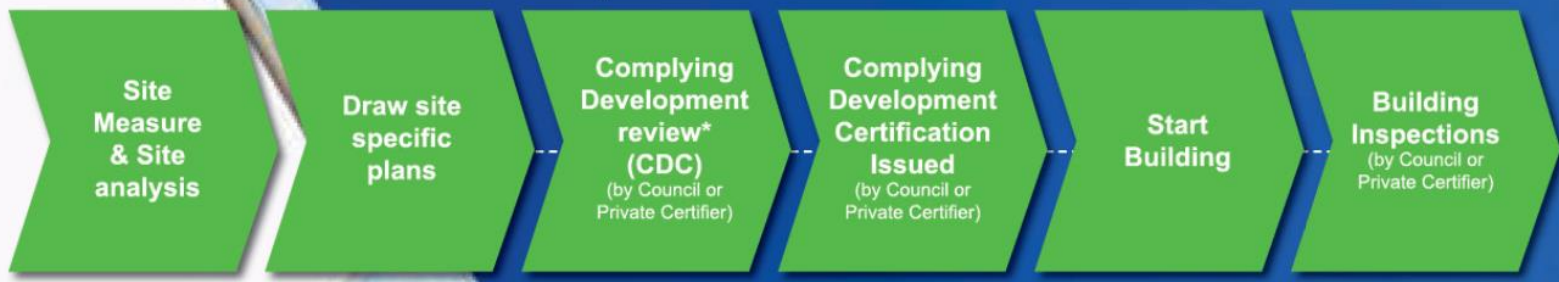 Site
Measure
& Site
analysis
Draw site
specific
plans
Complying
Development
review*
(CDC)
(by Council or
Private Certifier)
Complying
Development
Certification
Issued
(by Council or
Private Certifier)
Start
Building
Building
Inspections
(by Council or
Private Certifier)